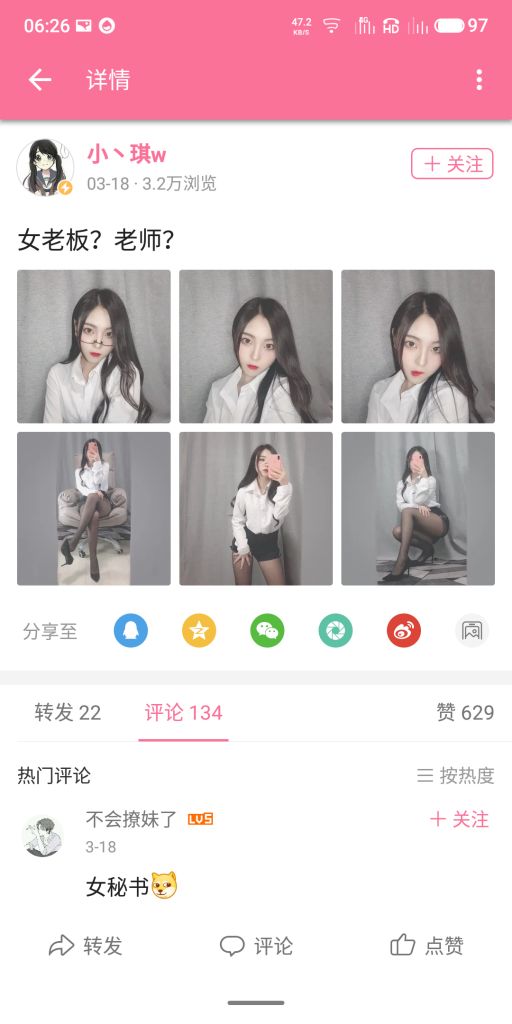 06:26
47.2
KB/S
4G
HD
97
详情
小丶琪w
03-18 · 3.2万浏览
关注
女老板？老师？
分享至
转发 22
评论 134
赞 629
热门评论
按热度
不会撩妹了
LV5
关注
3-18
女秘书
转发
评论
点赞